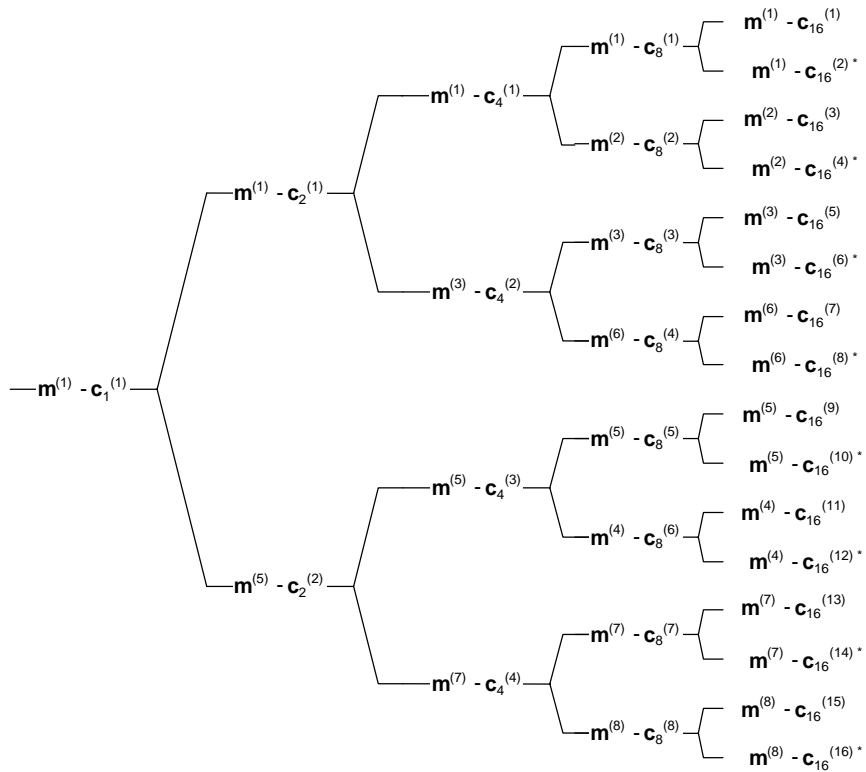 m(1) - c16(1)
m(1) - c8(1)
m(1) - c16(2) *
m(1) - c4(1)
m(2) - c16(3)
m(2) - c8(2)
m(2) - c16(4) *
m(1) - c2(1)
m(3) - c16(5)
m(3) - c8(3)
m(3) - c16(6) *
m(3) - c4(2)
m(6) - c16(7)
m(6) - c8(4)
m(6) - c16(8) *
m(1) - c1(1)
m(5) - c16(9)
m(5) - c8(5)
m(5) - c16(10) *
m(5) - c4(3)
m(4) - c16(11)
m(4) - c8(6)
m(4) - c16(12) *
m(5) - c2(2)
m(7) - c16(13)
m(7) - c8(7)
m(7) - c16(14) *
m(7) - c4(4)
m(8) - c16(15)
m(8) - c8(8)
m(8) - c16(16) *